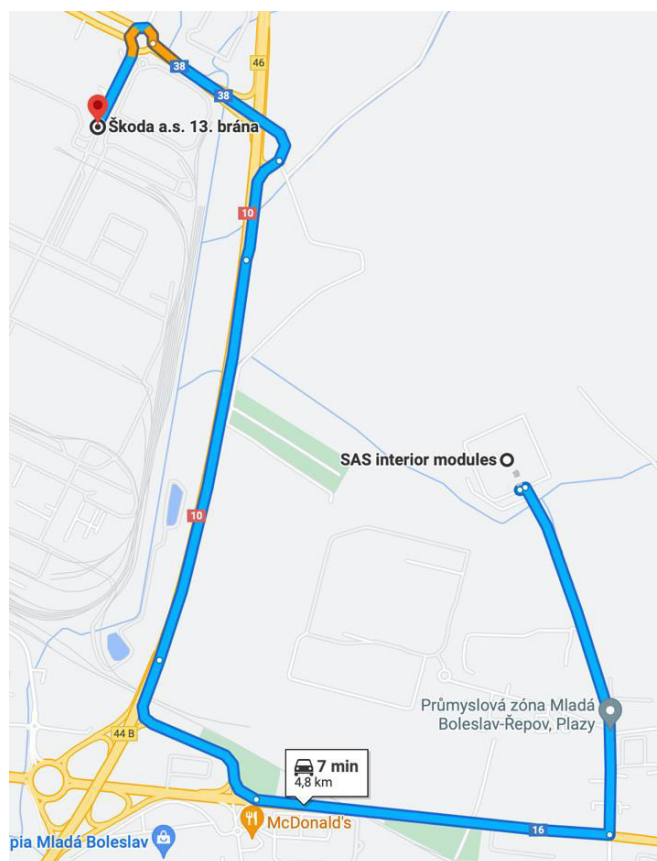 46
38
38
Škoda a.s. 13. brána
10
SAS interior modules
10
Průmyslová zóna Mladá
Boleslav-Řepov, Plazy
44 B
7 min
4,8 km
McDonald's
16
pia Mladá Boleslav